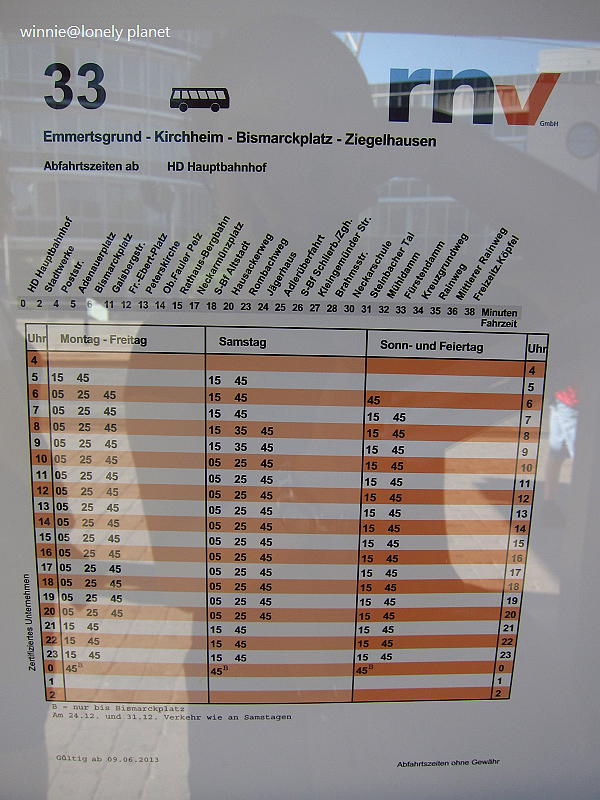 winnie@lonely planet
33
rnv
GmbH
Emmertsgrund - Kirchheim - Bismarckplatz - Ziegelhausen
Abfahrtszeiten ab HD Hauptbahnhof
HD Hauptbahnhof
Stadtwerke
Poststr.
Adenauerplatz
Bismarckplatz
Gaisbergstr.
Fr.-Ebert-Platz
Peterskirche
Ob.Fauler Pelz
Rathaus-Bergbahn
Neckarmünzplatz
S-Bf Altstadt
Hausackerweg
Rombachweg
Jägerhaus
Adlerüberfahrt
S-Bf Schlierb./Zgh.
Kleingemünder Str.
Brahmsstr.
Neckarschule
Steinbacher Tal
Mühldamm
Fürstendamm
Kreuzgrundweg
Rainweg
Mitterer Rainweg
Freizeitz.Köpfel
0 2 4 5 6 11 12 13 14 15 17 18 20 23 24 25 26 27 28 30 31 32 33 34 35 36 38 Minuten
Fahrzeit
Uhr Montag - Freitag Samstag Sonn- und Feiertag Uhr
4 4
5 15 45 15 45 5
6 05 25 45 15 45 45 6
7 05 25 45 15 45 15 45 7
8 05 25 45 15 35 45 15 45 8
9 05 25 45 15 35 45 15 45 9
10 05 25 45 05 25 45 15 45 10
11 05 25 45 05 25 45 15 45 11
12 05 25 45 05 25 45 15 45 12
13 05 25 45 05 25 45 15 45 13
14 05 25 45 05 25 45 15 45 14
15 05 25 45 05 25 45 15 45 15
16 05 25 45 05 25 45 15 45 16
17 05 25 45 05 25 45 15 45 17
18 05 25 45 05 25 45 15 45 18
19 05 25 45 05 25 45 15 45 19
20 05 25 45 05 25 45 15 45 20
21 15 45 15 45 15 45 21
22 15 45 15 45 15 45 22
23 15 45 15 45 15 45 23
0 45B 45B 45B 0
1 1
2 2
Zertifiziertes Unternehmen
B = nur bis Bismarckplatz
Am 24.12. und 31.12. Verkehr wie an Samstagen
Gültig ab 09.06.2013
Abfahrtszeiten ohne Gewähr